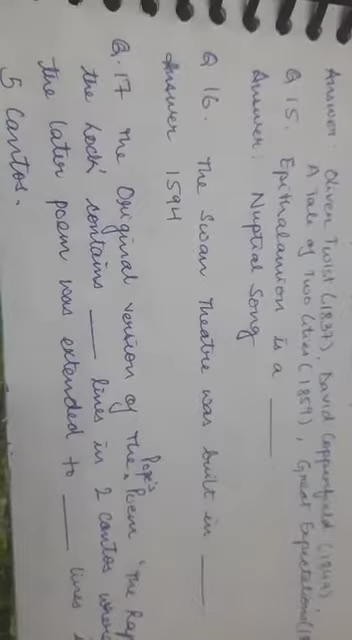 Answer: Oliver Twist (1837), David Copperfield (1849),
A Tale of Two Cities (1859), Great Expectations (18
Q 15. Epithalamion is a ____
Answer: Nuptial Song
Q 16. The Swan Theatre was built in ____
Answer 1594
Q.17 The Original version of The Pope's Poem 'The Rap
the Lock' contains ____ lines in 2 cantos where
the later poem was extended to ____ lines
5 Cantos.